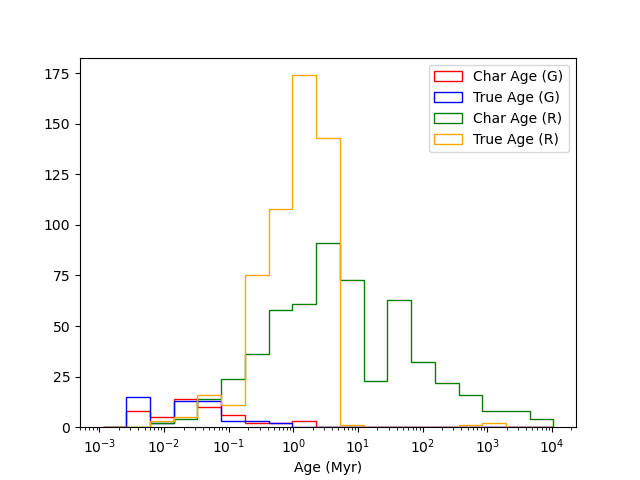 Char Age (G)
True Age (G)
Char Age (R)
True Age (R)
175
150
125
100
75
50
25
0
10⁻³ 10⁻² 10⁻¹ 10⁰ 10¹ 10² 10³ 10⁴
Age (Myr)